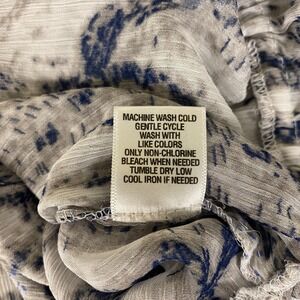 MACHINE WASH COLD
GENTLE CYCLE
WASH WITH
LIKE COLORS
ONLY NON-CHLORINE
BLEACH WHEN NEEDED
TUMBLE DRY LOW
COOL IRON IF NEEDED